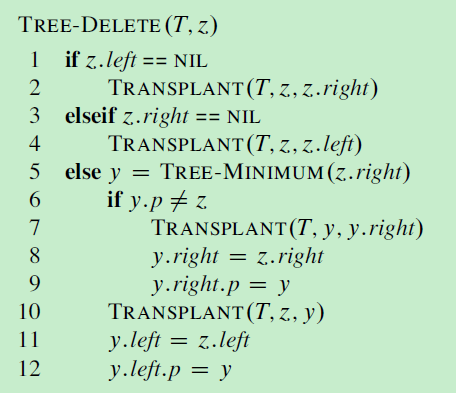 TREE-DELETE(T, z)
1 if z.left == NIL
2 TRANSPLANT(T, z, z.right)
3 elseif z.right == NIL
4 TRANSPLANT(T, z, z.left)
5 else y = TREE-MINIMUM(z.right)
6 if y.p ≠ z
7 TRANSPLANT(T, y, y.right)
8 y.right = z.right
9 y.right.p = y
10 TRANSPLANT(T, z, y)
11 y.left = z.left
12 y.left.p = y